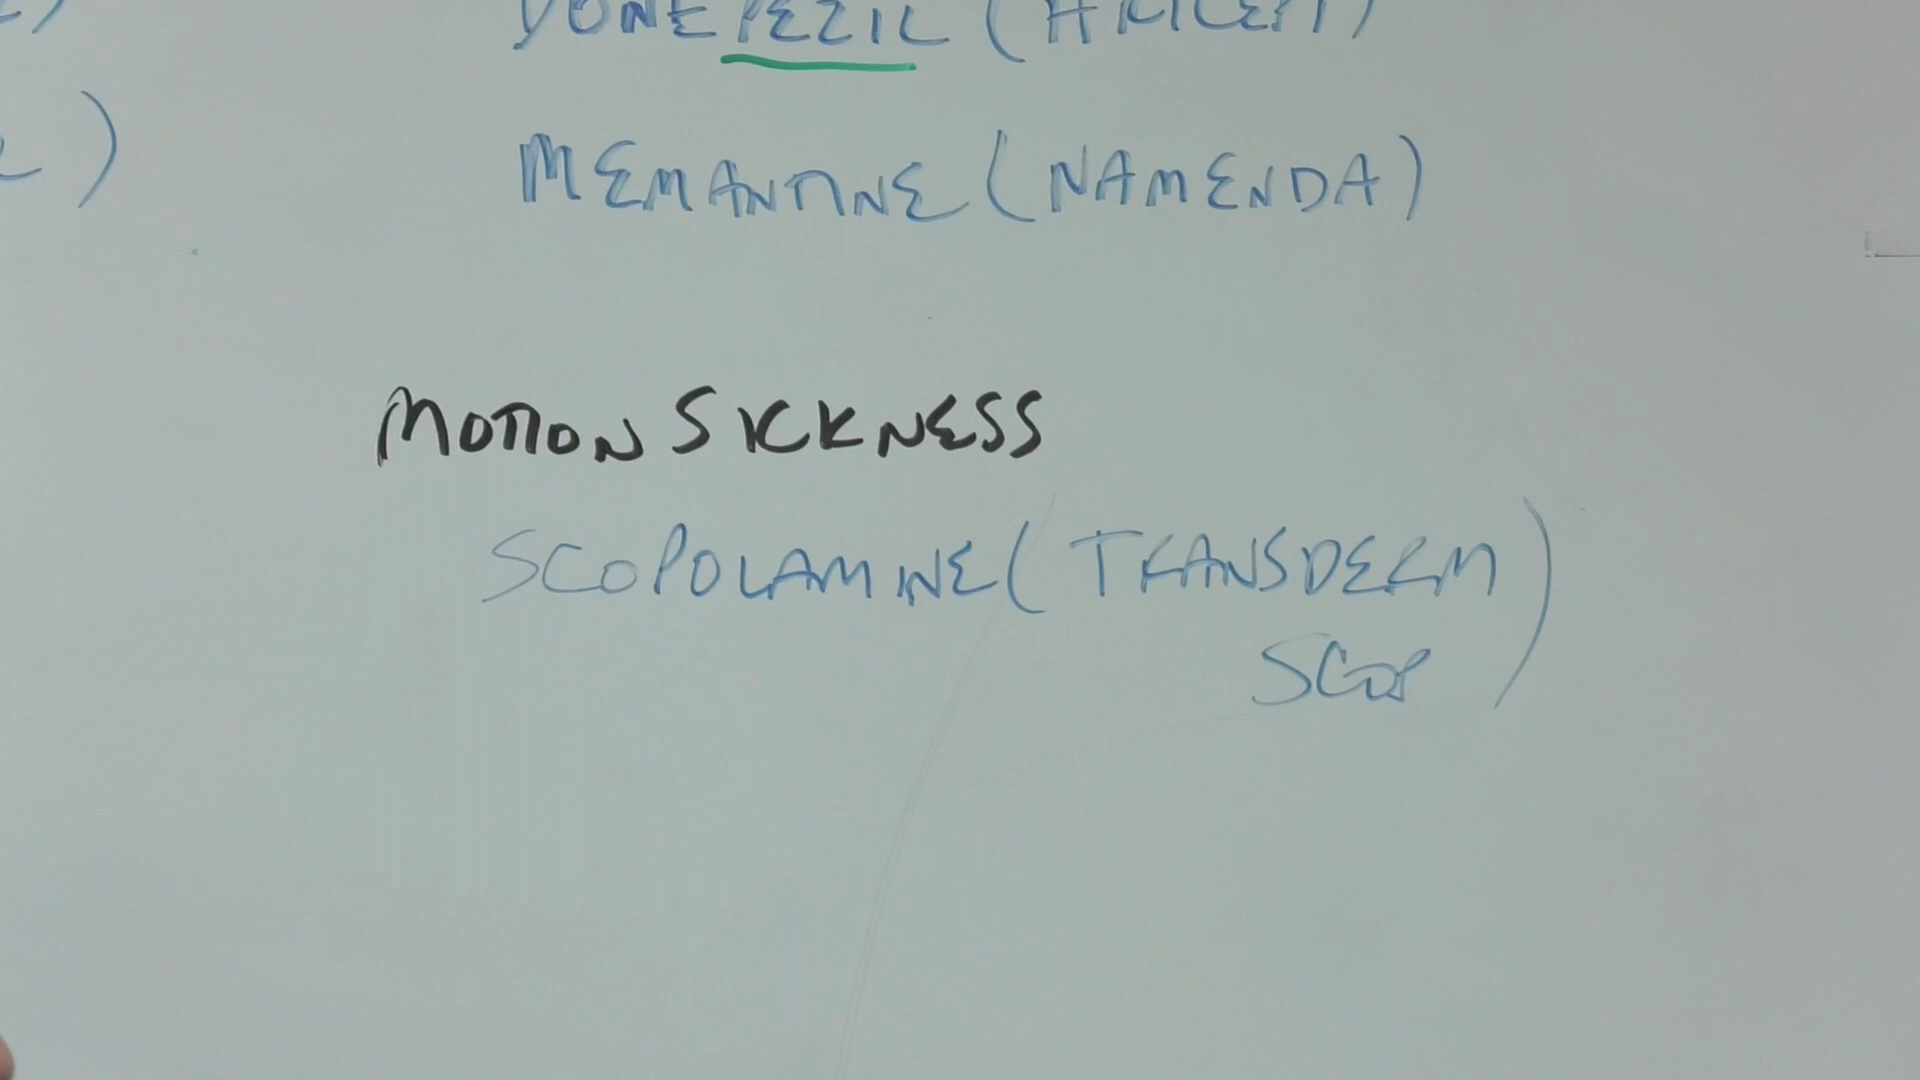 DONEPEZIL (ARICEPT)
MEMANTINE (NAMENDA)
MOTION SICKNESS
SCOPOLAMINE (TRANSDERM
SCOP)